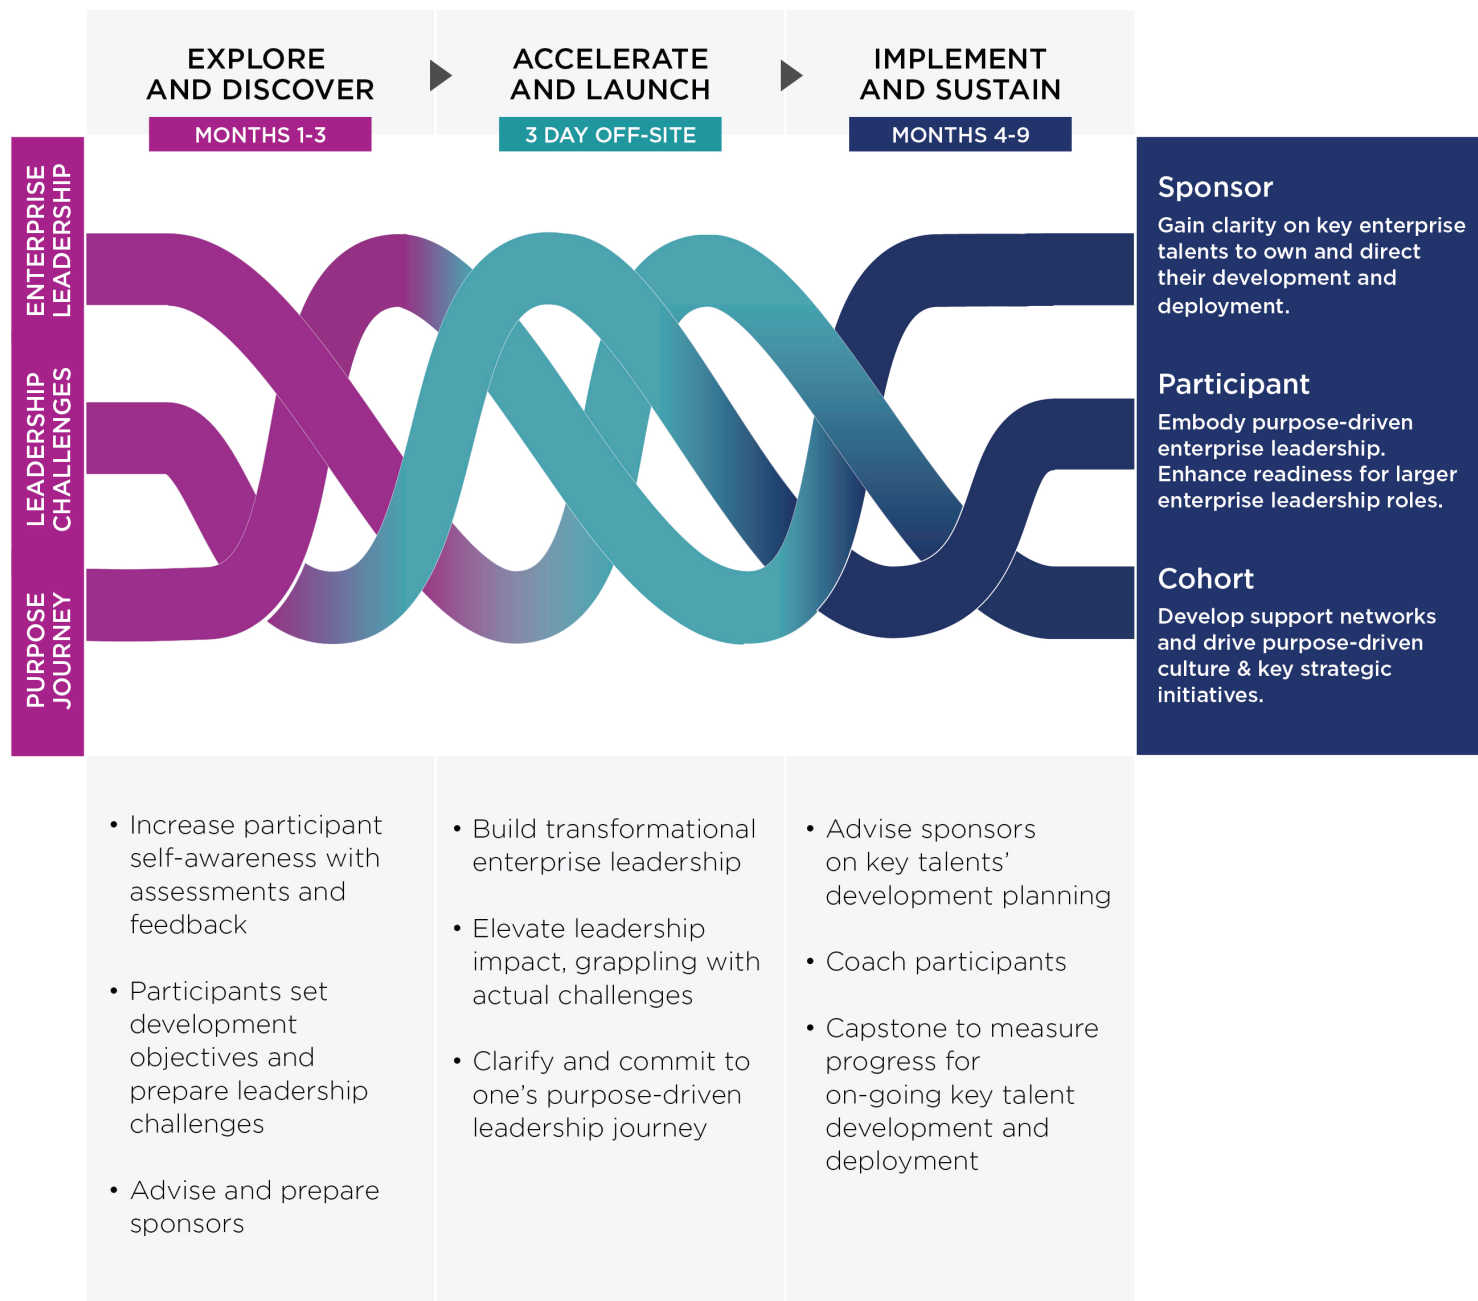 EXPLORE
AND DISCOVER
MONTHS 1-3
ACCELERATE
AND LAUNCH
3 DAY OFF-SITE
IMPLEMENT
AND SUSTAIN
MONTHS 4-9
ENTERPRISE
LEADERSHIP
LEADERSHIP
CHALLENGES
PURPOSE
JOURNEY
Sponsor
Gain clarity on key enterprise
talents to own and direct
their development and
deployment.
Participant
Embody purpose-driven
enterprise leadership.
Enhance readiness for larger
enterprise leadership roles.
Cohort
Develop support networks
and drive purpose-driven
culture & key strategic
initiatives.
• Increase participant
self-awareness with
assessments and
feedback
• Participants set
development
objectives and
prepare leadership
challenges
• Advise and prepare
sponsors
• Build transformational
enterprise leadership
• Elevate leadership
impact, grappling with
actual challenges
• Clarify and commit to
one’s purpose-driven
leadership journey
• Advise sponsors
on key talents’
development planning
• Coach participants
• Capstone to measure
progress for
on-going key talent
development and
deployment